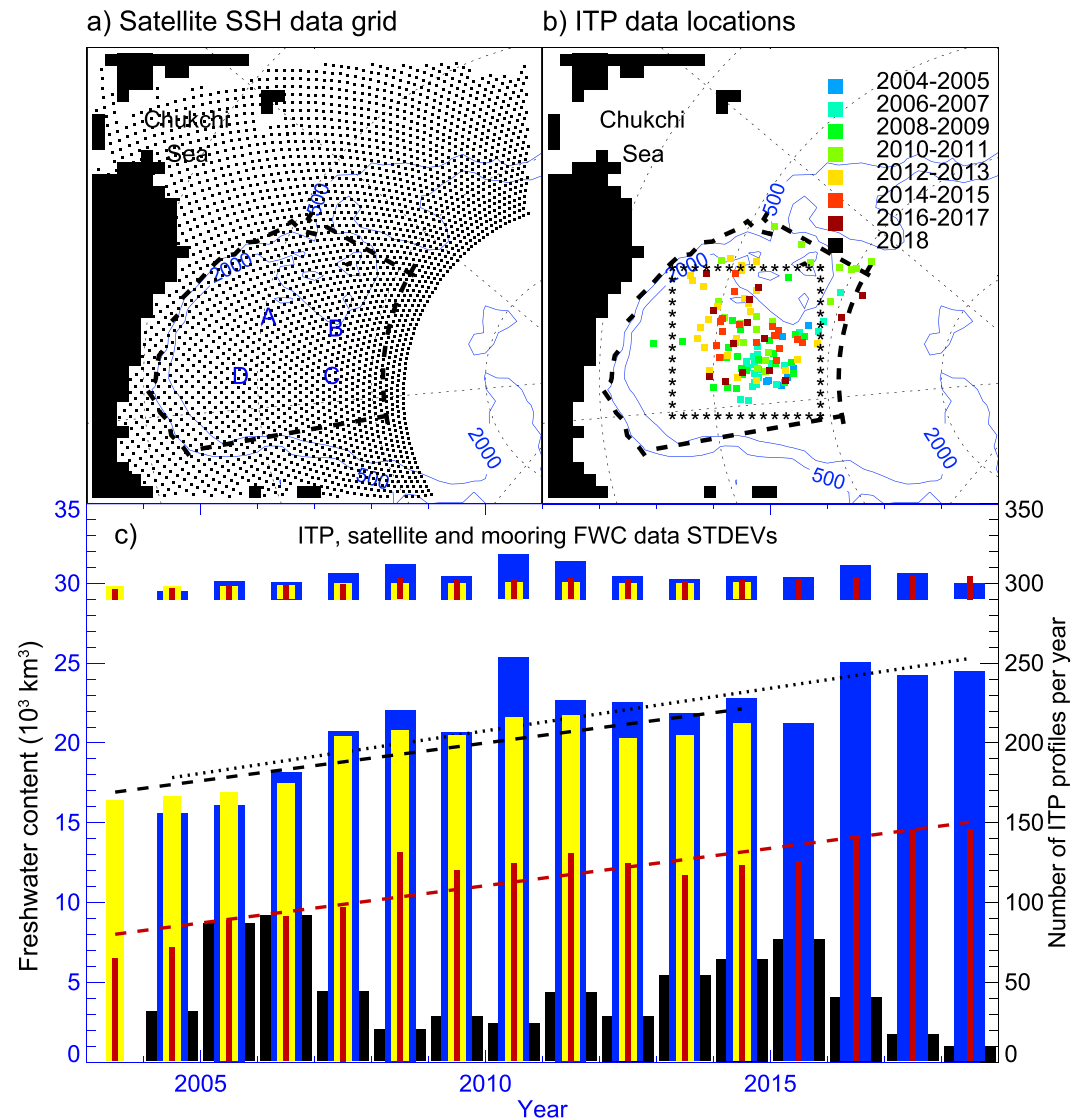 a) Satellite SSH data grid
b) ITP data locations
Chukchi
Sea
500
2000
A
B
D
C
2000
500
Chukchi
Sea
2004-2005
2006-2007
2008-2009
2010-2011
2012-2013
2014-2015
2016-2017
2018
500
2000
2000
500
c)
ITP, satellite and mooring FWC data STDEVs
35
30
25
20
15
10
5
0
Freshwater content (10³ km³)
350
300
250
200
150
100
50
0
Number of ITP profiles per year
2005
2010
2015
Year